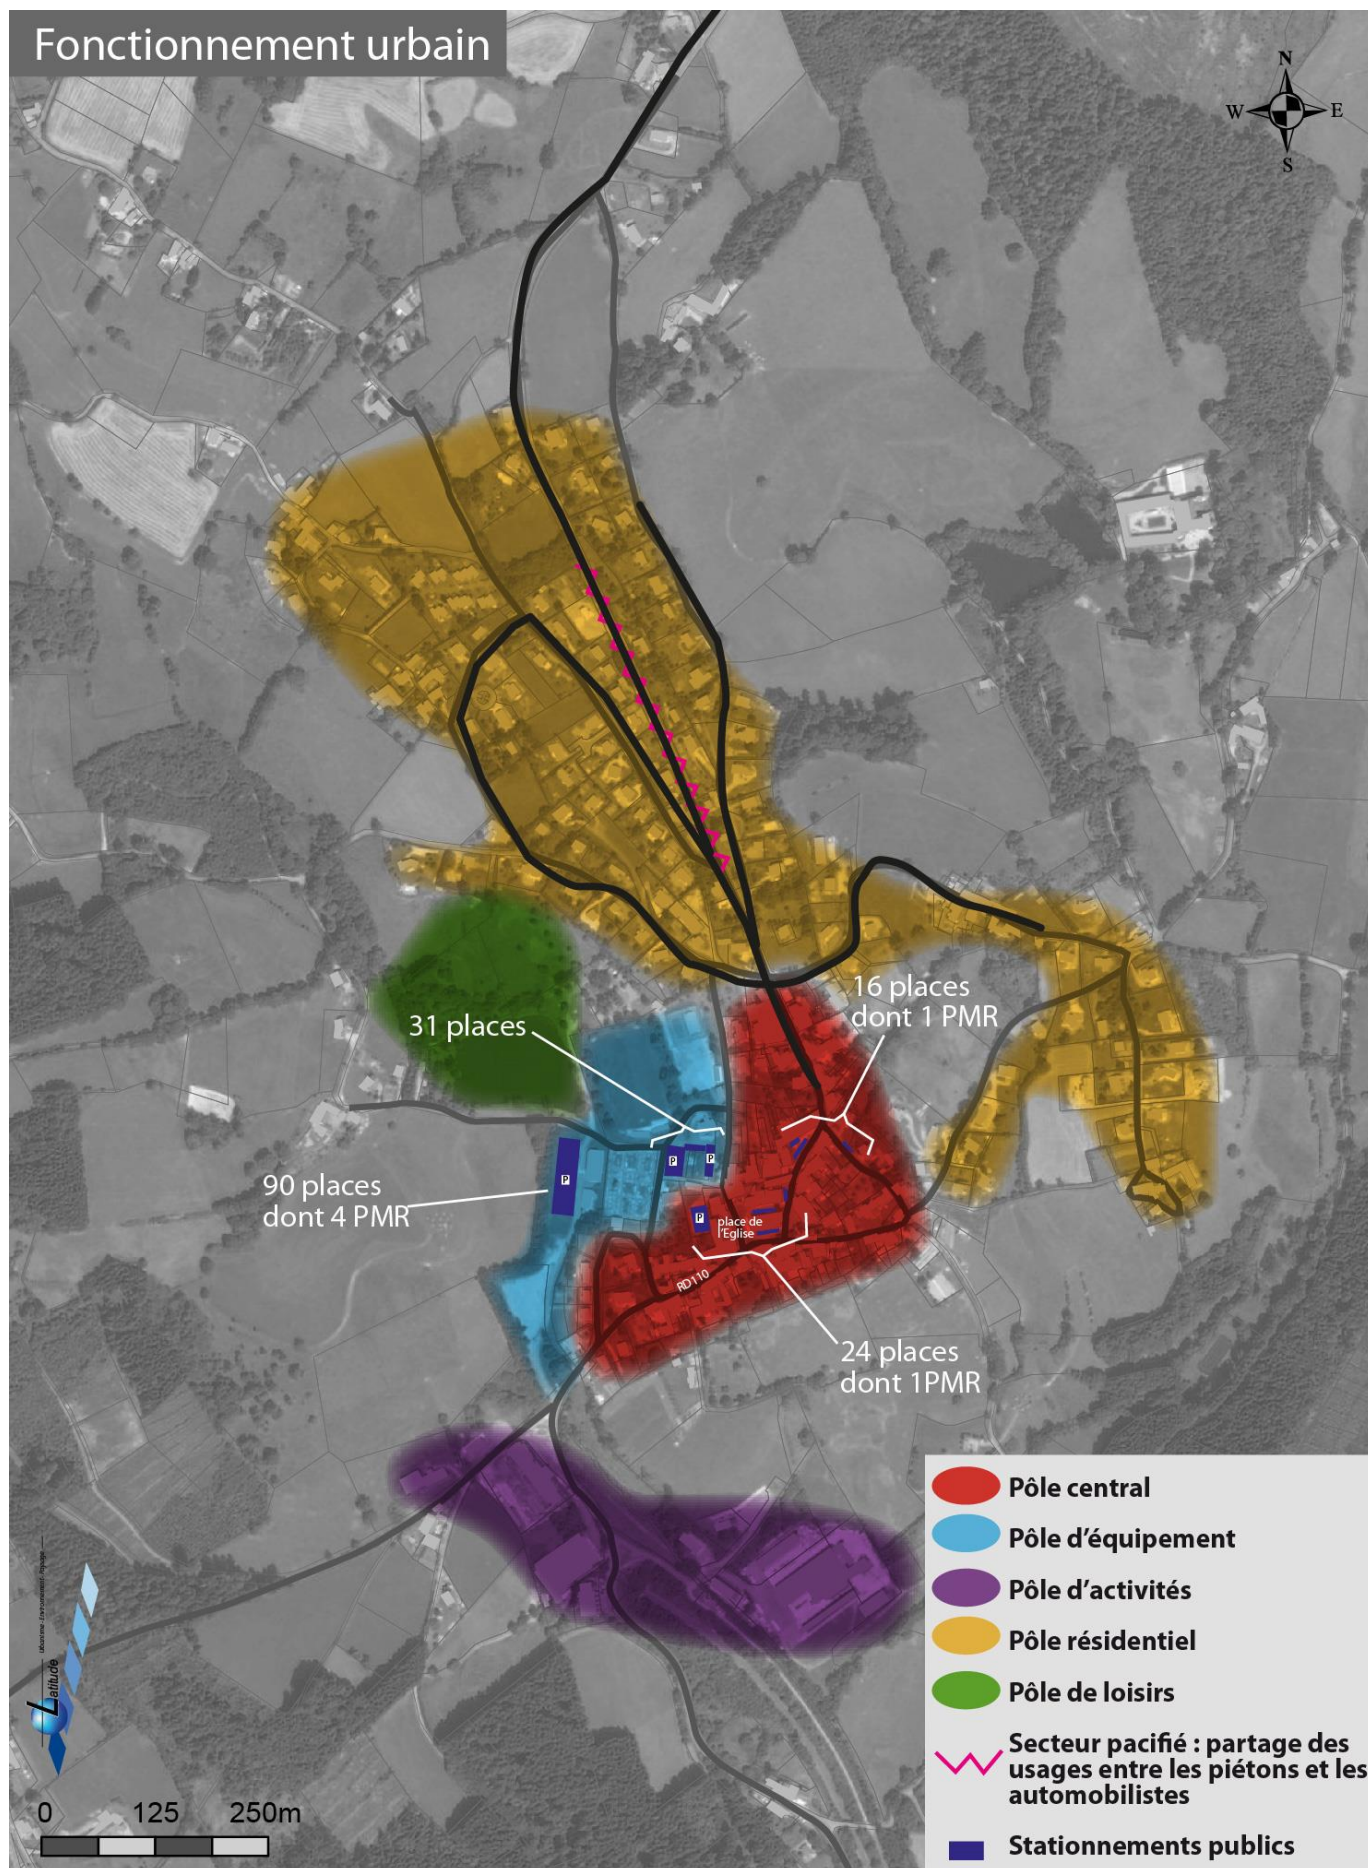 Fonctionnement urbain
N
W
E
S
16 places
dont 1 PMR
31 places
P
P
P
90 places
dont 4 PMR
P
place de
l'Eglise
RD110
24 places
dont 1PMR
Pôle central
Pôle d'équipement
Pôle d'activités
Pôle résidentiel
Pôle de loisirs
Secteur pacifié : partage des
usages entre les piétons et les
automobilistes
Stationnements publics
Latitude
0 125 250m